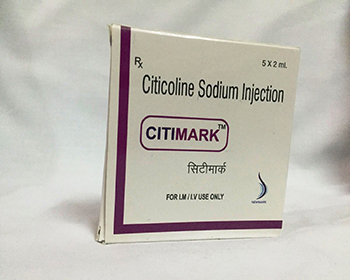 Rx
5 X 2 ml.
Citicoline Sodium Injection
CITIMARK™
सिटीमार्क
FOR I.M / I.V USE ONLY